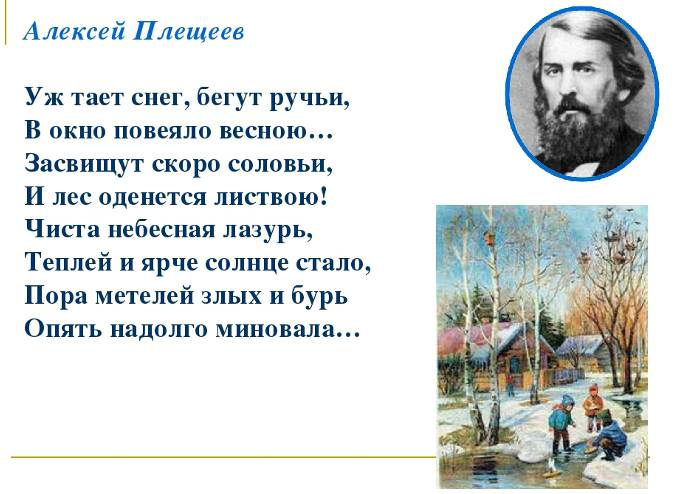 Алексей Плещеев
Уж тает снег, бегут ручьи,
В окно повеяло весною…
Засвищут скоро соловьи,
И лес оденется листвою!
Чиста небесная лазурь,
Теплей и ярче солнце стало,
Пора метелей злых и бурь
Опять надолго миновала…